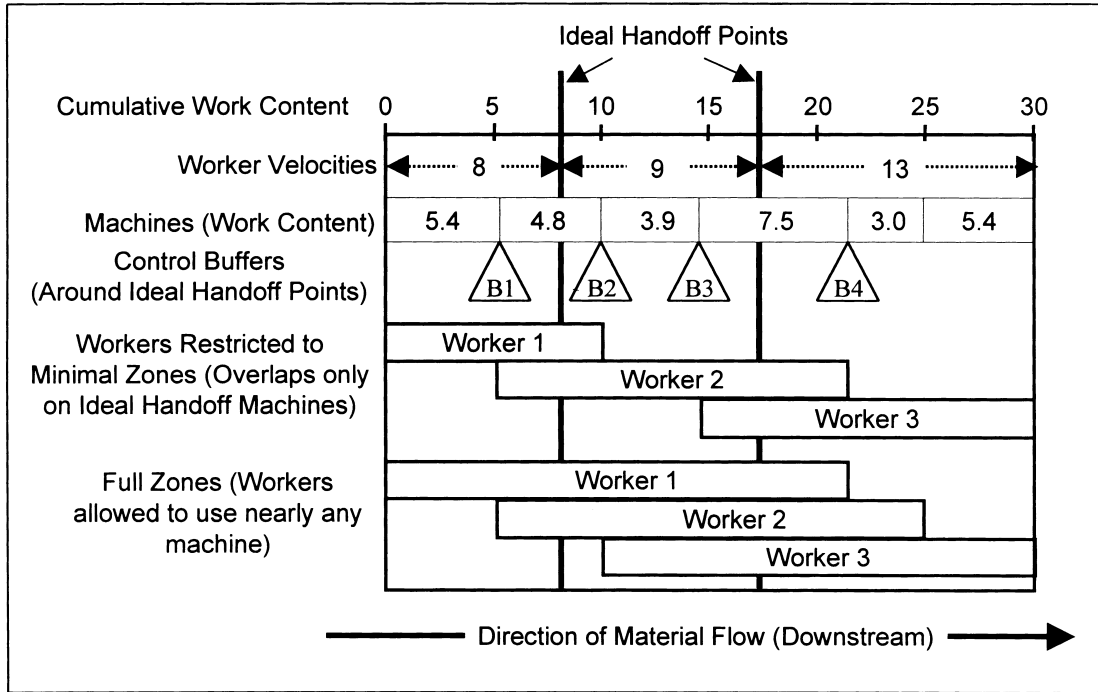 Ideal Handoff Points
Cumulative Work Content 0 5 10 15 20 25 30
Worker Velocities 8 9 13
Machines (Work Content) 5.4 4.8 3.9 7.5 3.0 5.4
Control Buffers
(Around Ideal Handoff Points) B1 B2 B3 B4
Workers Restricted to
Minimal Zones (Overlaps only
on Ideal Handoff Machines)
Worker 1
Worker 2
Worker 3
Full Zones (Workers
allowed to use nearly any
machine)
Worker 1
Worker 2
Worker 3
Direction of Material Flow (Downstream)